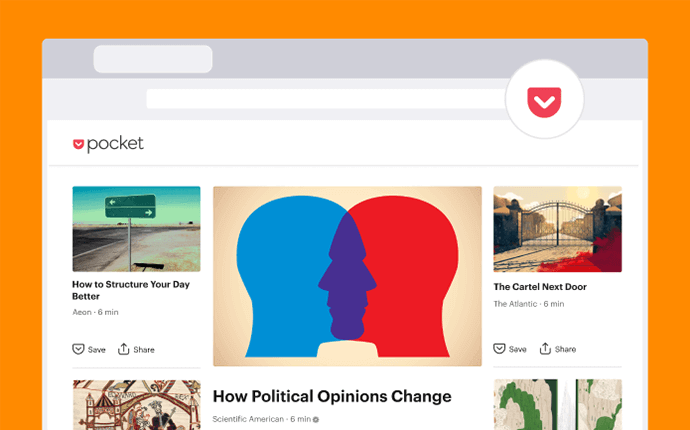 pocket
How to Structure Your Day
Better
Aeon · 6 min
Save
Share
How Political Opinions Change
Scientific American · 6 min
The Cartel Next Door
The Atlantic · 6 min
Save
Share